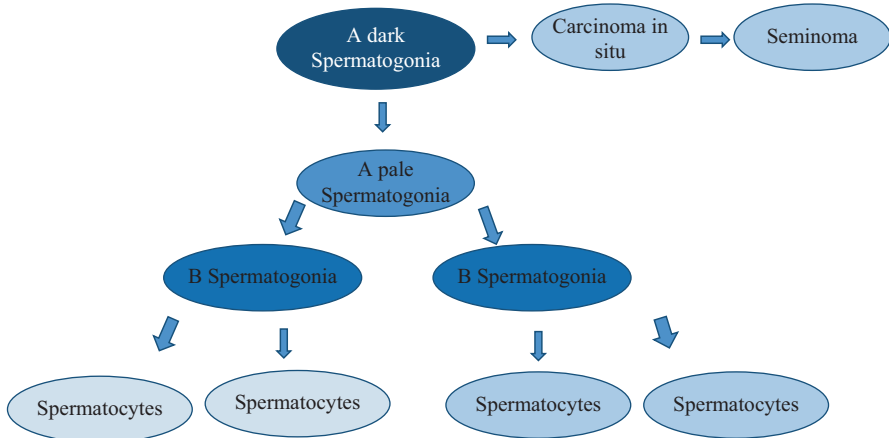 A dark
Spermatogonia
Carcinoma in
situ
Seminoma
A pale
Spermatogonia
B Spermatogonia
B Spermatogonia
Spermatocytes
Spermatocytes
Spermatocytes
Spermatocytes